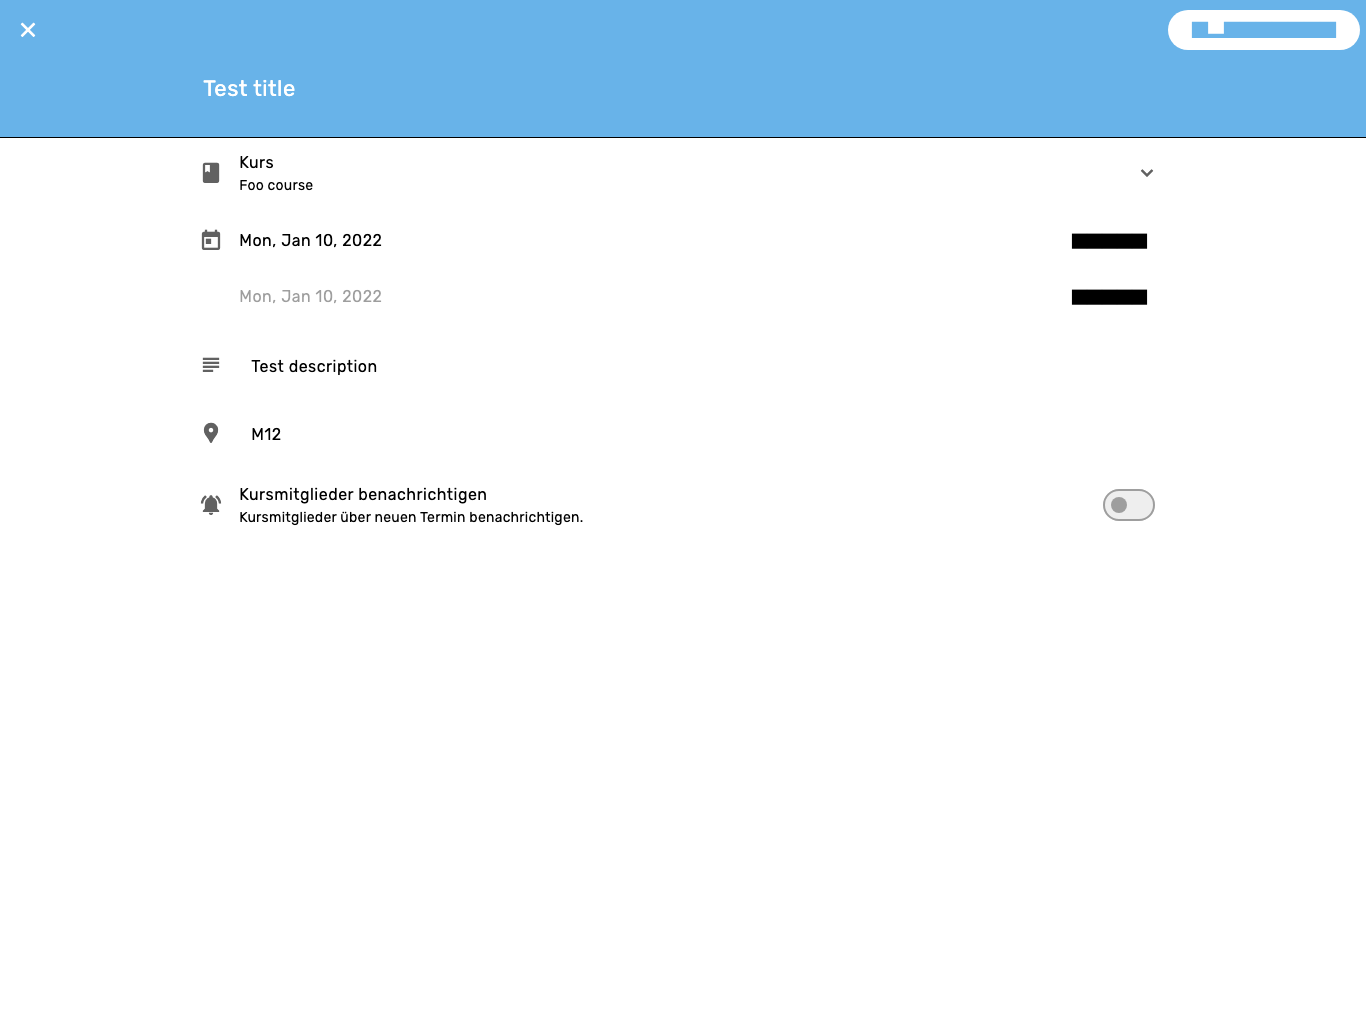 Test title
Kurs
Foo course
Mon, Jan 10, 2022
Mon, Jan 10, 2022
Test description
M12
Kursmitglieder benachrichtigen
Kursmitglieder über neuen Termin benachrichtigen.